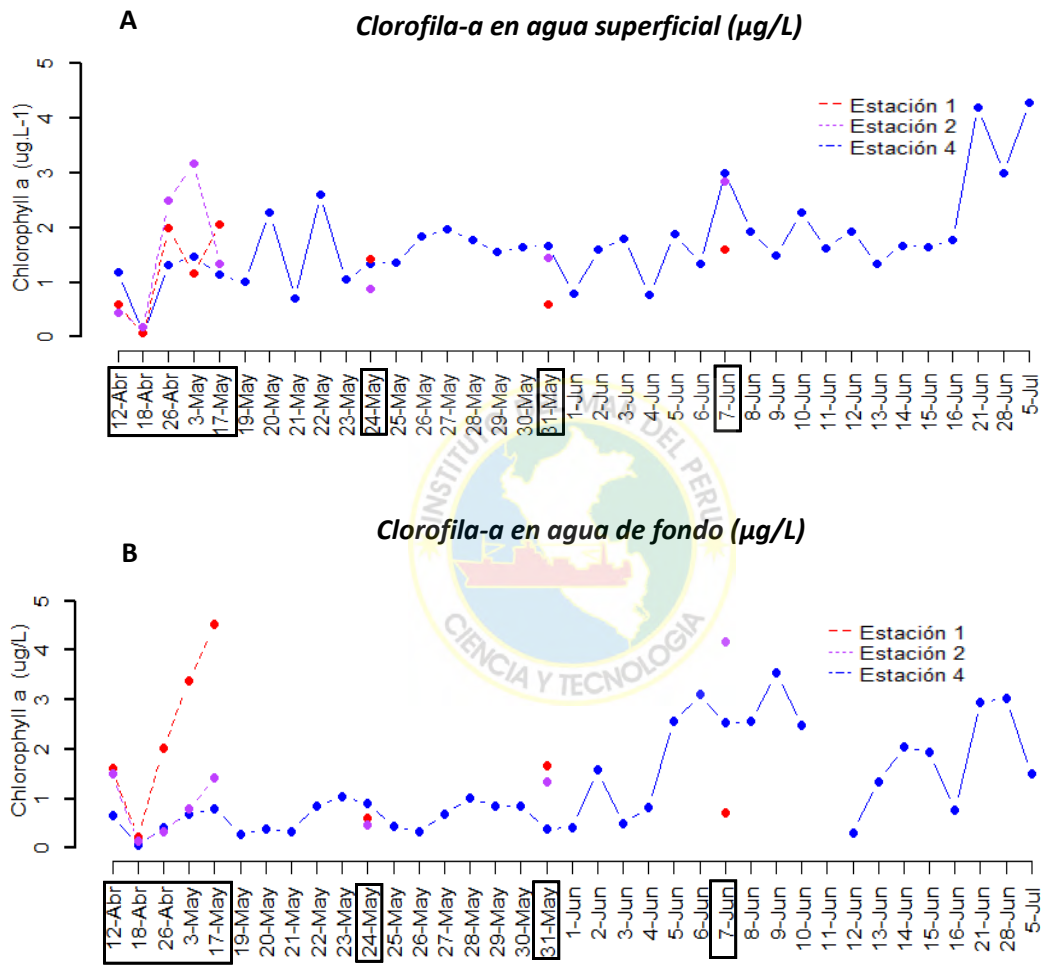 A
Clorofila-a en agua superficial (µg/L)
Chlorophyll a (ug.L-1)
5
4
3
2
1
0
Estación 1
Estación 2
Estación 4
12-Abr
18-Abr
26-Abr
3-May
17-May
19-May
20-May
21-May
22-May
23-May
24-May
25-May
26-May
27-May
28-May
29-May
30-May
31-May
1-Jun
2-Jun
3-Jun
4-Jun
5-Jun
6-Jun
7-Jun
8-Jun
9-Jun
10-Jun
11-Jun
12-Jun
13-Jun
14-Jun
15-Jun
16-Jun
21-Jun
28-Jun
5-Jul
INSTITUTO DEL MAR DEL PERU
CIENCIA Y TECNOLOGIA
B
Clorofila-a en agua de fondo (µg/L)
Chlorophyll a (ug/L)
5
4
3
2
1
0
Estación 1
Estación 2
Estación 4
12-Abr
18-Abr
26-Abr
3-May
17-May
19-May
20-May
21-May
22-May
23-May
24-May
25-May
26-May
27-May
28-May
29-May
30-May
31-May
1-Jun
2-Jun
3-Jun
4-Jun
5-Jun
6-Jun
7-Jun
8-Jun
9-Jun
10-Jun
11-Jun
12-Jun
13-Jun
14-Jun
15-Jun
16-Jun
21-Jun
28-Jun
5-Jul